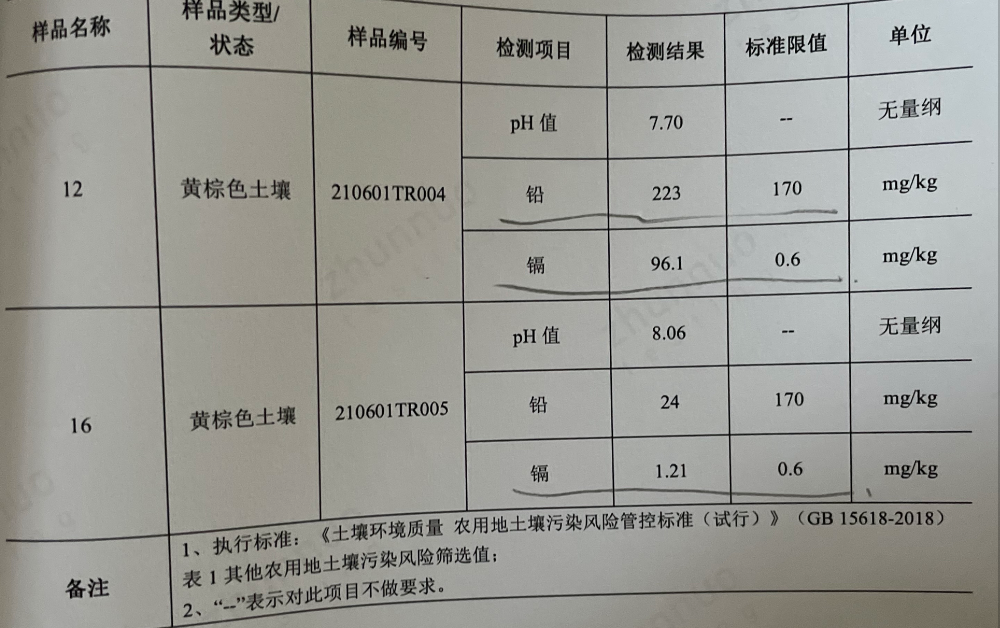 样品名称 样品类型/状态 样品编号 检测项目 检测结果 标准限值 单位
12 黄棕色土壤 210601TR004 pH 值 7.70 -- 无量纲
铅 223 170 mg/kg
镉 96.1 0.6 mg/kg
16 黄棕色土壤 210601TR005 pH 值 8.06 -- 无量纲
铅 24 170 mg/kg
镉 1.21 0.6 mg/kg
备注
1、执行标准：《土壤环境质量 农用地土壤污染风险管控标准（试行）》（GB 15618-2018）
表 1 其他农用地土壤污染风险筛选值；
2、“--”表示对此项目不做要求。
zhunnuo